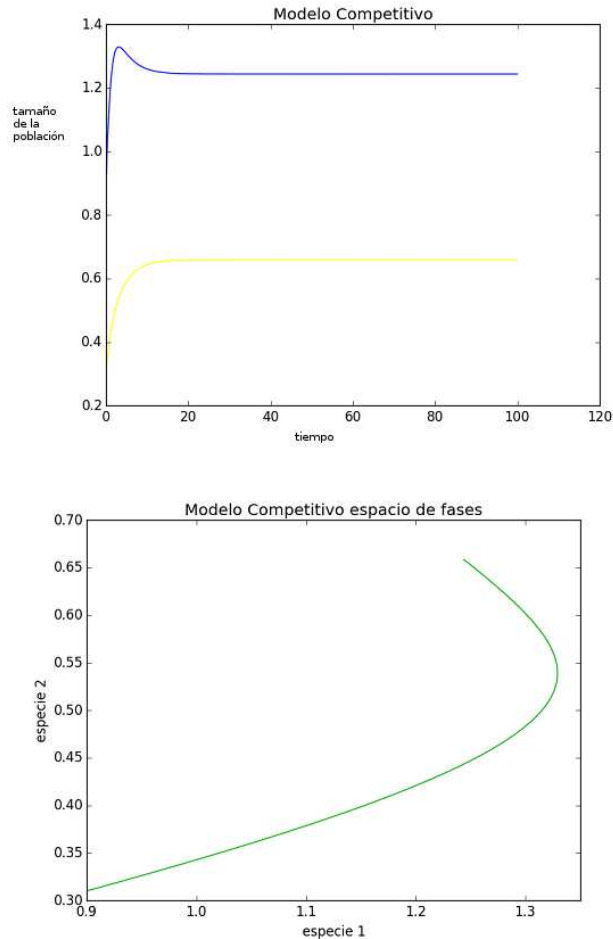 Modelo Competitivo
1.4
1.2
1.0
0.8
0.6
0.4
0.2
tamaño
de la
población
0 20 40 60 80 100 120
tiempo
Modelo Competitivo espacio de fases
0.70
0.65
0.60
0.55
0.50
0.45
0.40
0.35
0.30
especie 2
0.9 1.0 1.1 1.2 1.3
especie 1